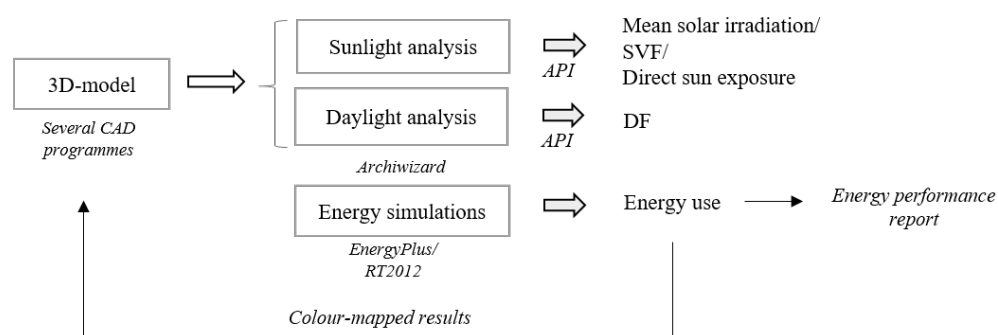 Sunlight analysis
API
Mean solar irradiation/
SVF/
Direct sun exposure
3D-model
Several CAD
programmes
Daylight analysis
API
DF
Archiwizard
Energy simulations
Energy use
Energy performance
report
EnergyPlus/
RT2012
Colour-mapped results